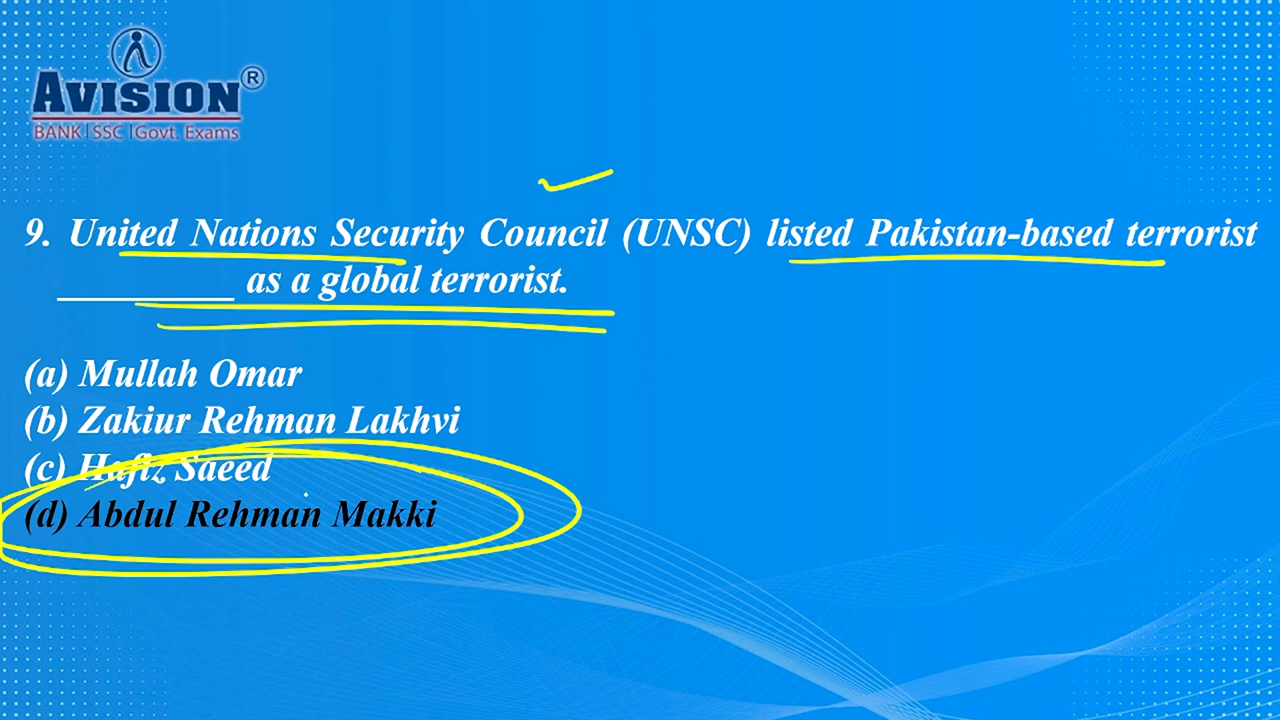 AVISION®
BANK | SSC | Govt. Exams
9. United Nations Security Council (UNSC) listed Pakistan-based terrorist
__________ as a global terrorist.
(a) Mullah Omar
(b) Zakiur Rehman Lakhvi
(c) Hafiz Saeed
(d) Abdul Rehman Makki